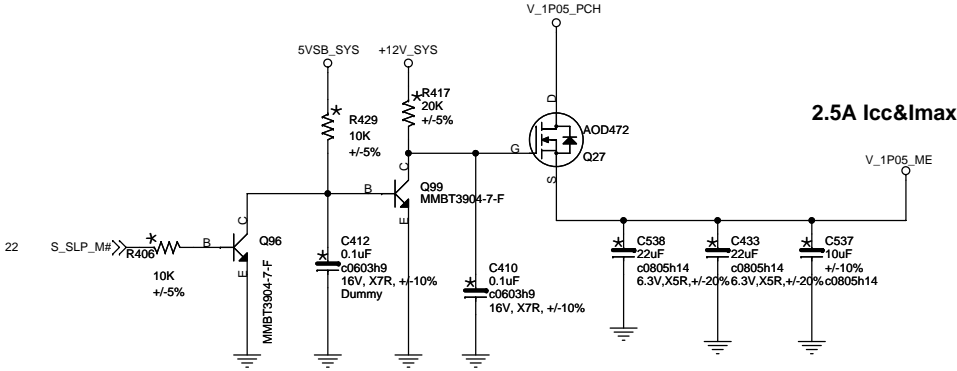 V_1P05_PCH
5VSB_SYS
+12V_SYS
*
R417
20K
+/-5%
*
R429
10K
+/-5%
D
G
S
AOD472
Q27
2.5A Icc&Imax
V_1P05_ME
C
B
E
Q99
MMBT3904-7-F
22
S_SLP_M#
*
R406
10K
+/-5%
C
B
E
Q96
MMBT3904-7-F
*
C412
0.1uF
c0603h9
16V, X7R, +/-10%
Dummy
*
C410
0.1uF
c0603h9
16V, X7R, +/-10%
*
C538
22uF
c0805h14
6.3V,X5R,+/-20%
*
C433
22uF
c0805h14
6.3V,X5R,+/-20%
*
C537
10uF
+/-10%
c0805h14